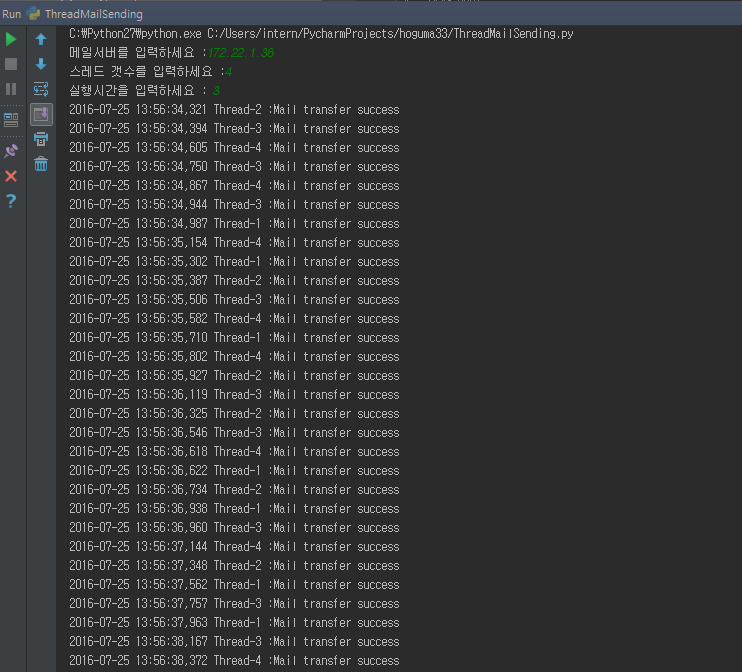 Run ThreadMailSending
C:₩Python27₩python.exe C:/Users/intern/PycharmProjects/hoguma33/ThreadMailSending.py
메일서버를 입력하세요 :172.22.1.38
스레드 갯수를 입력하세요 :4
실행시간을 입력하세요 : 3
2016-07-25 13:56:34,321 Thread-2 :Mail transfer success
2016-07-25 13:56:34,394 Thread-3 :Mail transfer success
2016-07-25 13:56:34,605 Thread-4 :Mail transfer success
2016-07-25 13:56:34,750 Thread-3 :Mail transfer success
2016-07-25 13:56:34,867 Thread-4 :Mail transfer success
2016-07-25 13:56:34,944 Thread-3 :Mail transfer success
2016-07-25 13:56:34,987 Thread-1 :Mail transfer success
2016-07-25 13:56:35,154 Thread-4 :Mail transfer success
2016-07-25 13:56:35,302 Thread-1 :Mail transfer success
2016-07-25 13:56:35,387 Thread-2 :Mail transfer success
2016-07-25 13:56:35,506 Thread-3 :Mail transfer success
2016-07-25 13:56:35,582 Thread-4 :Mail transfer success
2016-07-25 13:56:35,710 Thread-1 :Mail transfer success
2016-07-25 13:56:35,802 Thread-4 :Mail transfer success
2016-07-25 13:56:35,927 Thread-2 :Mail transfer success
2016-07-25 13:56:36,119 Thread-3 :Mail transfer success
2016-07-25 13:56:36,325 Thread-2 :Mail transfer success
2016-07-25 13:56:36,546 Thread-3 :Mail transfer success
2016-07-25 13:56:36,618 Thread-4 :Mail transfer success
2016-07-25 13:56:36,622 Thread-1 :Mail transfer success
2016-07-25 13:56:36,734 Thread-2 :Mail transfer success
2016-07-25 13:56:36,938 Thread-1 :Mail transfer success
2016-07-25 13:56:36,960 Thread-3 :Mail transfer success
2016-07-25 13:56:37,144 Thread-4 :Mail transfer success
2016-07-25 13:56:37,348 Thread-2 :Mail transfer success
2016-07-25 13:56:37,562 Thread-1 :Mail transfer success
2016-07-25 13:56:37,757 Thread-3 :Mail transfer success
2016-07-25 13:56:37,963 Thread-1 :Mail transfer success
2016-07-25 13:56:38,167 Thread-3 :Mail transfer success
2016-07-25 13:56:38,372 Thread-4 :Mail transfer success